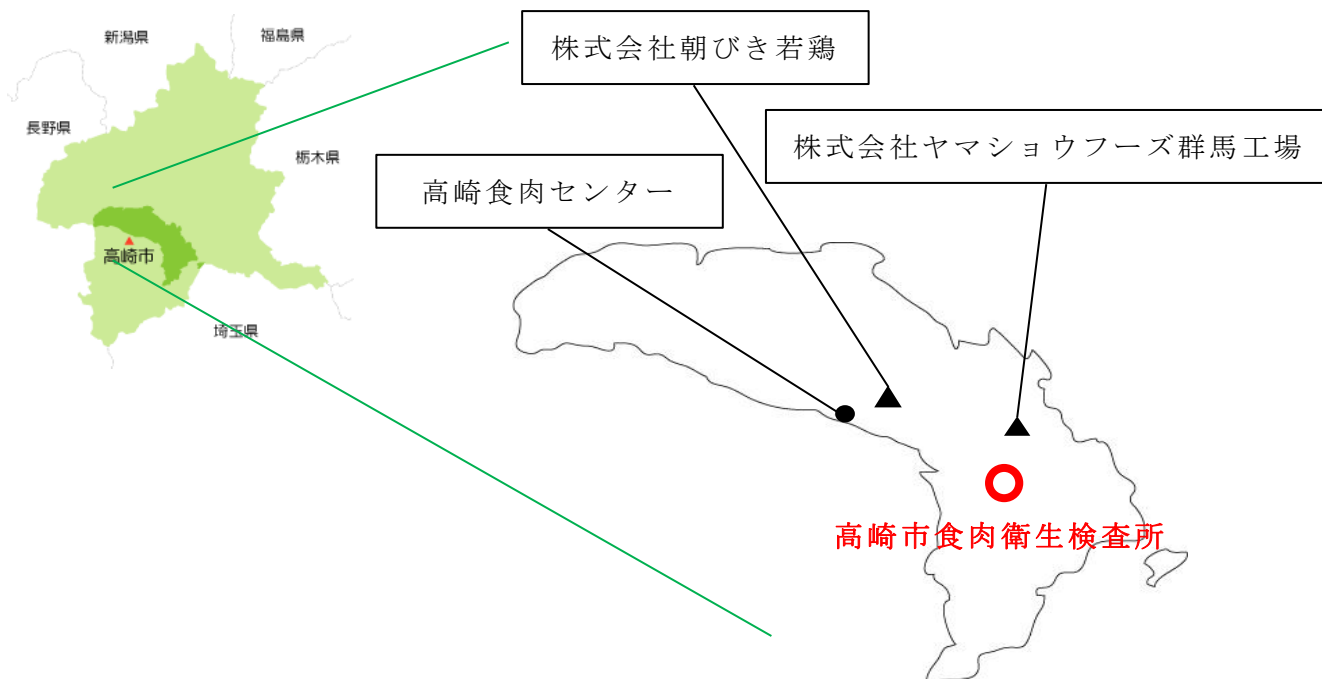 新潟県
福島県
長野県
栃木県
高崎市
埼玉県
株式会社朝びき若鶏
株式会社ヤマショウフーズ群馬工場
高崎食肉センター
高崎市食肉衛生検査所